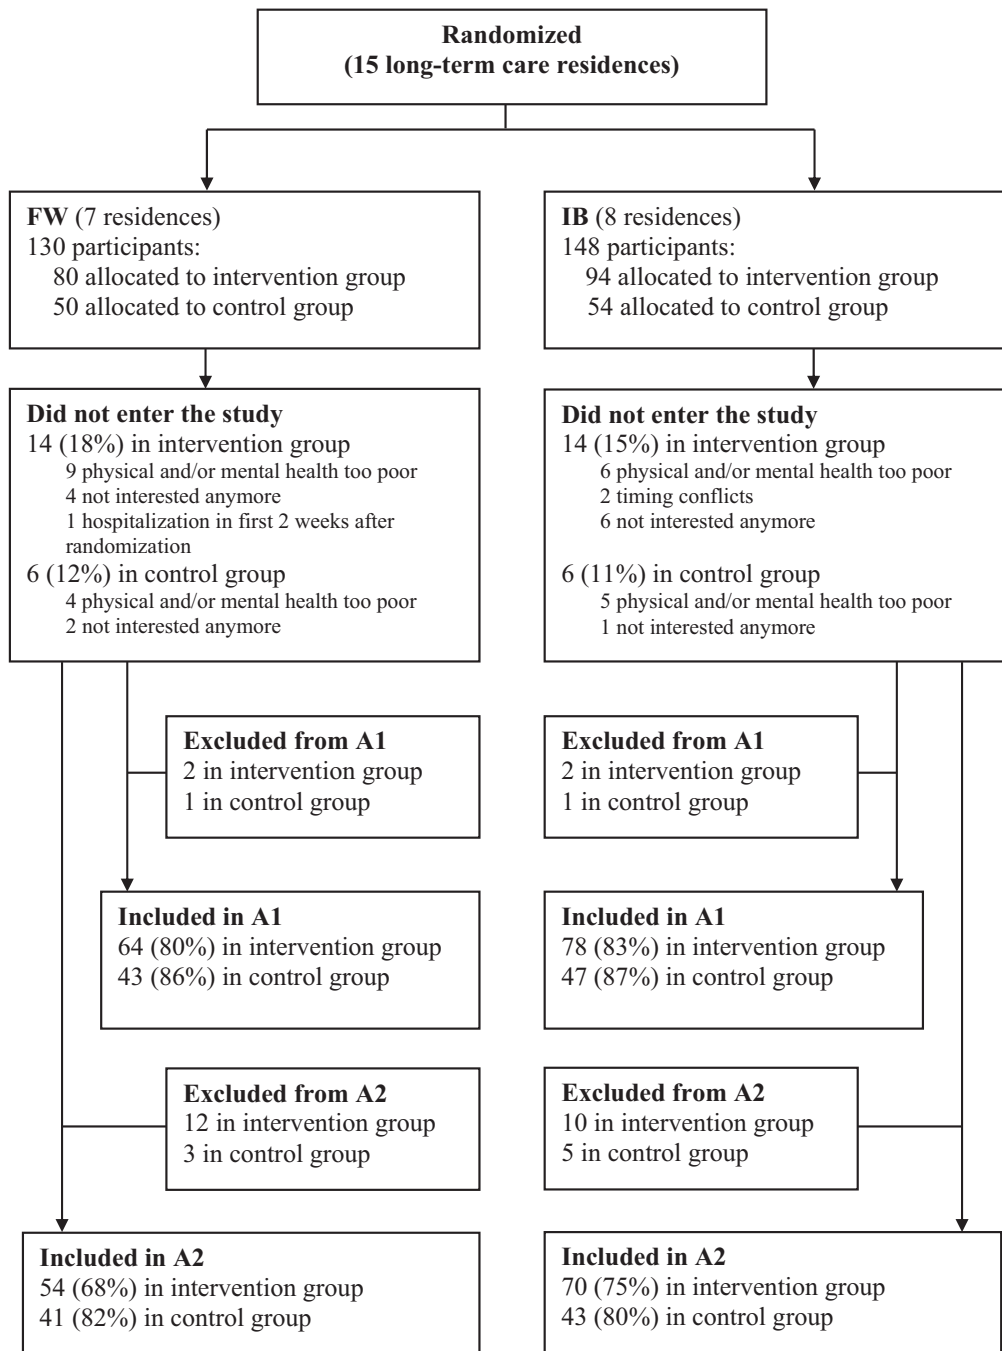 Randomized
(15 long-term care residences)
FW (7 residences)
130 participants:
80 allocated to intervention group
50 allocated to control group
IB (8 residences)
148 participants:
94 allocated to intervention group
54 allocated to control group
Did not enter the study
14 (18%) in intervention group
9 physical and/or mental health too poor
4 not interested anymore
1 hospitalization in first 2 weeks after
randomization
6 (12%) in control group
4 physical and/or mental health too poor
2 not interested anymore
Did not enter the study
14 (15%) in intervention group
6 physical and/or mental health too poor
2 timing conflicts
6 not interested anymore
6 (11%) in control group
5 physical and/or mental health too poor
1 not interested anymore
Excluded from A1
2 in intervention group
1 in control group
Excluded from A1
2 in intervention group
1 in control group
Included in A1
64 (80%) in intervention group
43 (86%) in control group
Included in A1
78 (83%) in intervention group
47 (87%) in control group
Excluded from A2
12 in intervention group
3 in control group
Excluded from A2
10 in intervention group
5 in control group
Included in A2
54 (68%) in intervention group
41 (82%) in control group
Included in A2
70 (75%) in intervention group
43 (80%) in control group